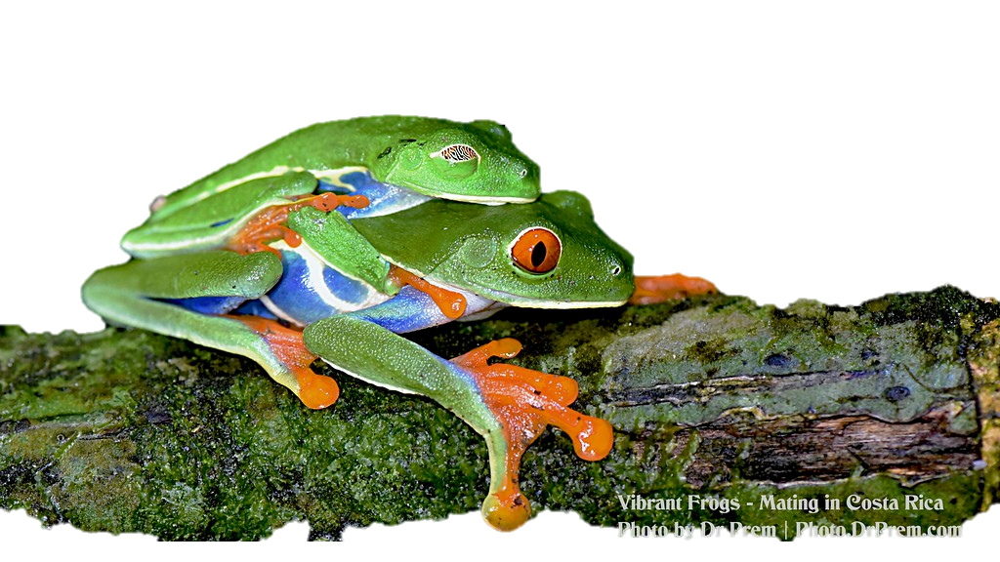 Vibrant Frogs - Mating in Costa Rica
Photo by Dr Prem | Photo.DrPrem.com